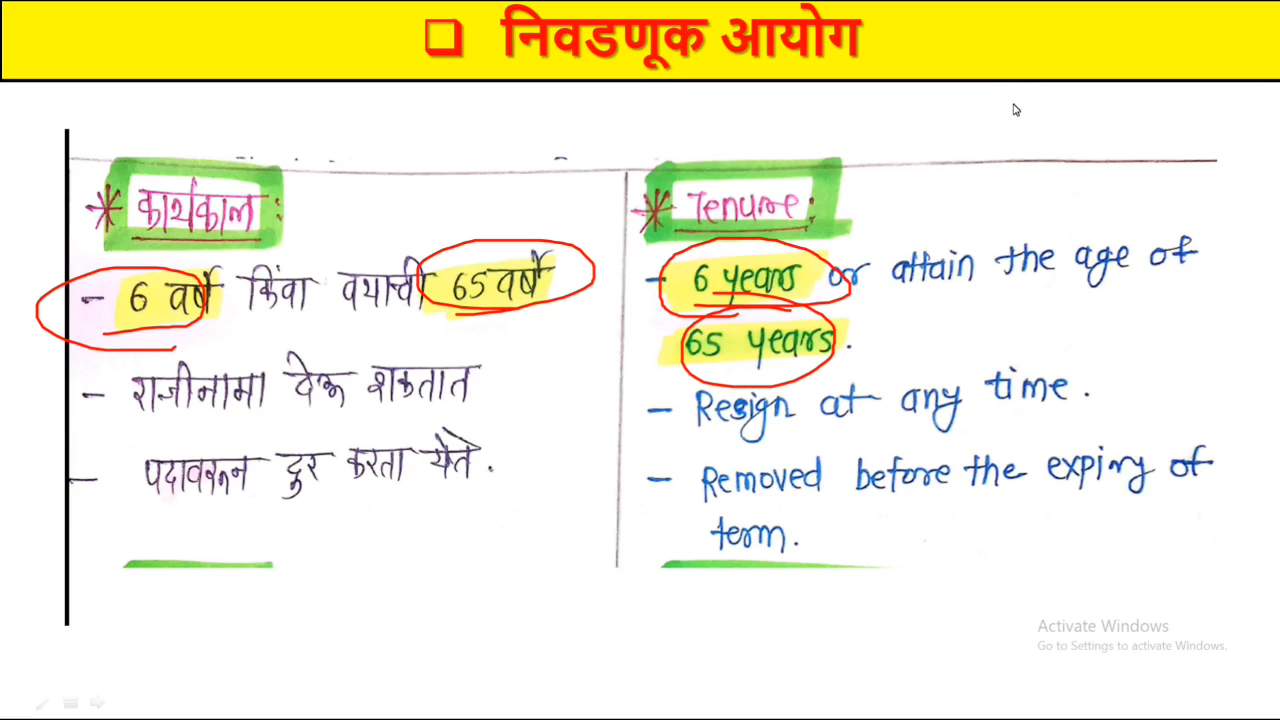 ❑ निवडणूक आयोग
* कार्यकाल :
- 6 वर्षे किंवा वयाची 65 वर्षे
- राजीनामा देऊ शकतात
- पदावरून दुर करता येते.
* Tenure :
- 6 years or attain the age of
65 years.
- Resign at any time.
- Removed before the expiry of
term.
Activate Windows
Go to Settings to activate Windows.